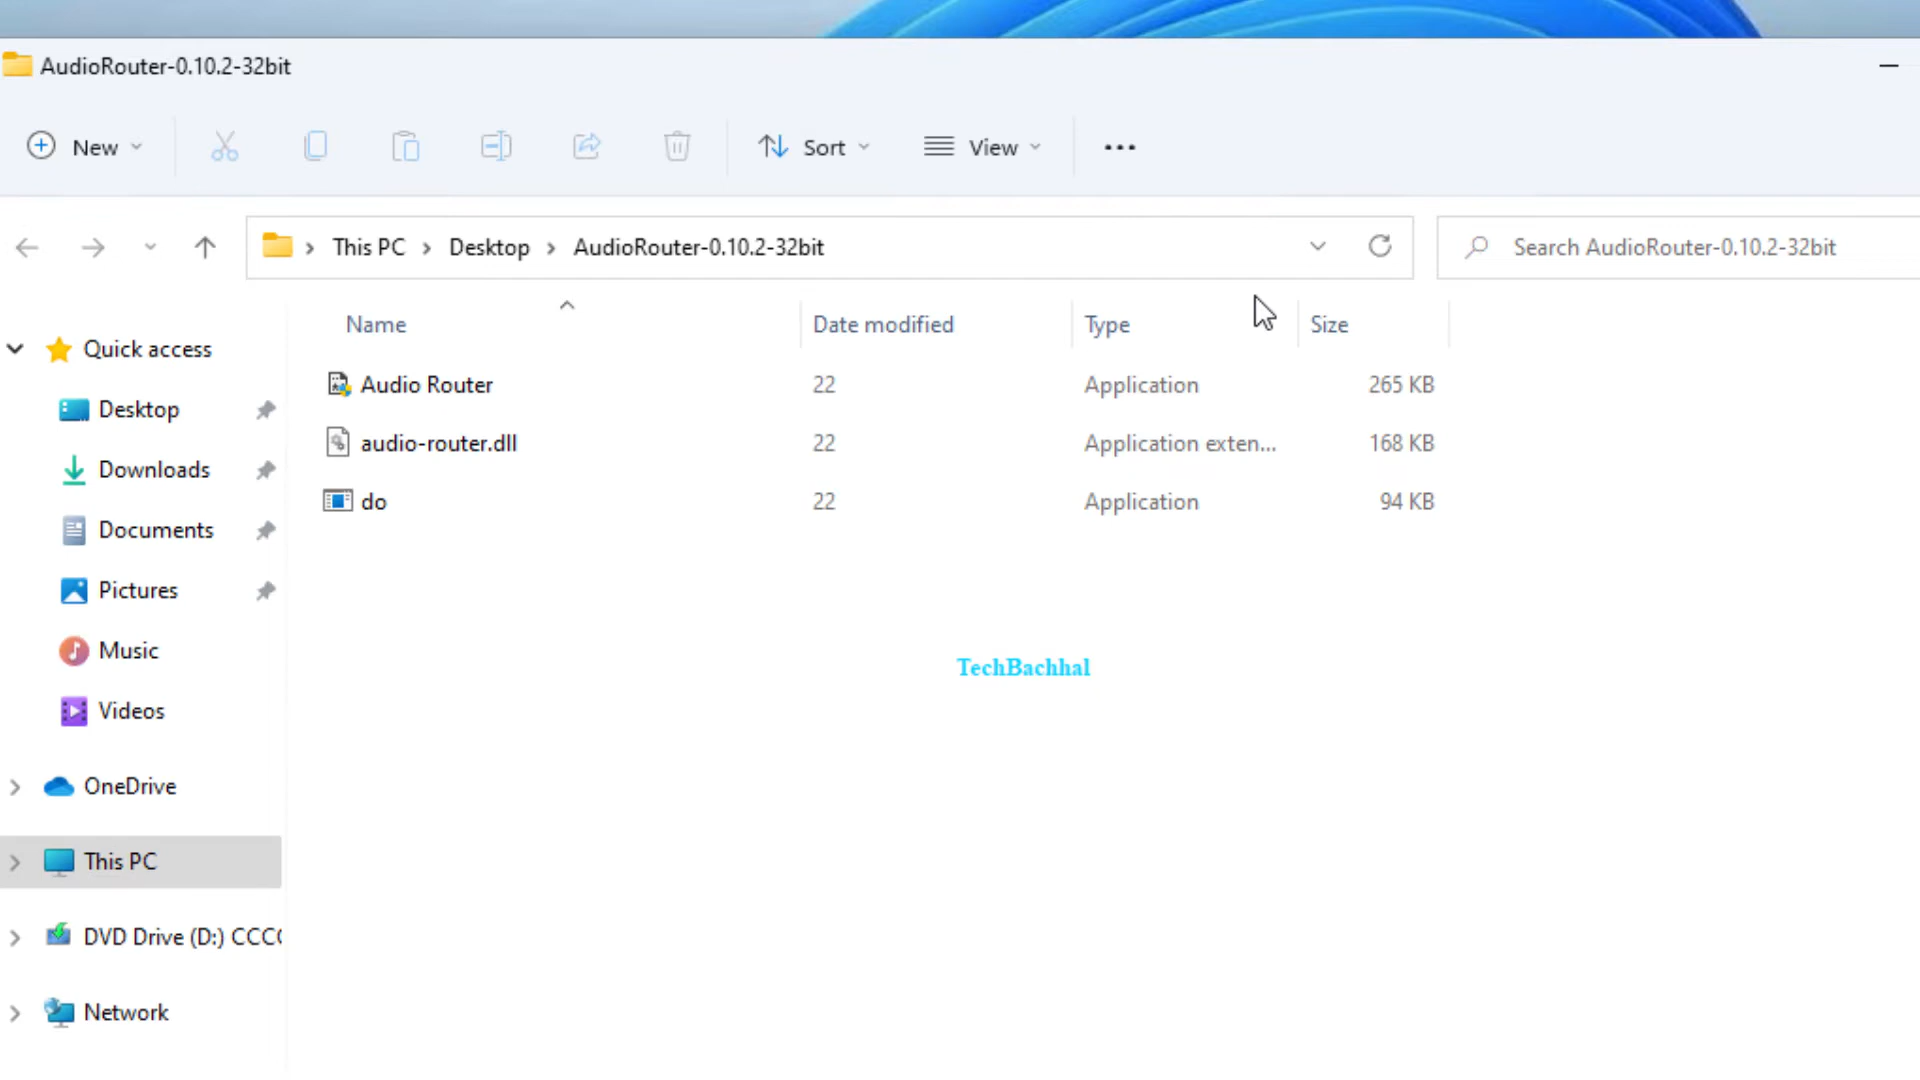 AudioRouter-0.10.2-32bit
New Sort View
This PC Desktop AudioRouter-0.10.2-32bit Search AudioRouter-0.10.2-32bit
Name Date modified Type Size
Quick access
Audio Router 22 Application 265 KB
Desktop
audio-router.dll 22 Application exten... 168 KB
Downloads
do 22 Application 94 KB
Documents
Pictures
Music
TechBachhal
Videos
OneDrive
This PC
DVD Drive (D:) CCC
Network